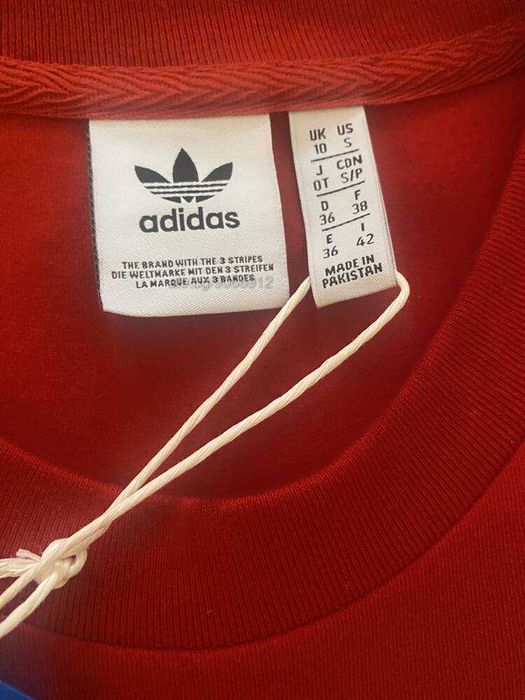 adidas
THE BRAND WITH THE 3 STRIPES
DIE WELTMARKE MIT DEN 3 STREIFEN
LA MARQUE AUX 3 BANDES
UK US
10 S
J CDN
OT S/P
D F
36 38
E I
36 42
MADE IN
PAKISTAN